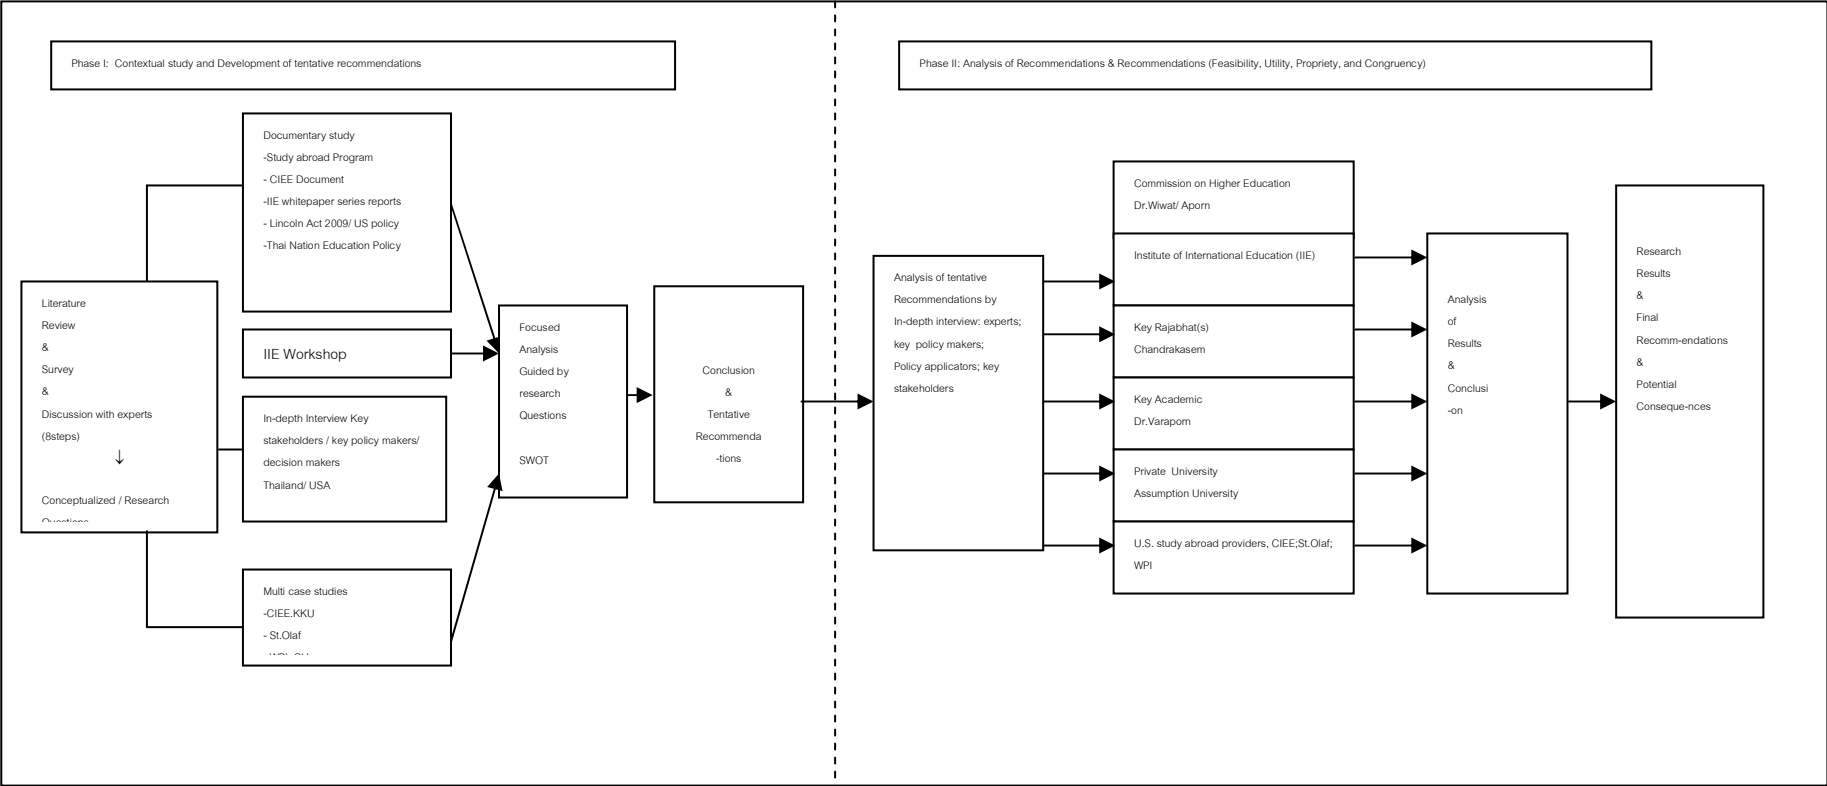 Phase I:  Contextual study and Development of tentative recommendations
Phase II: Analysis of Recommendations & Recommendations (Feasibility, Utility, Propriety, and Congruency)
Literature
Review
&
Survey
&
Discussion with experts
(8steps)
↓
Conceptualized / Research
Questions
Documentary study
-Study abroad Program
- CIEE Document
-IIE whitepaper series reports
- Lincoln Act 2009/ US policy
-Thai Nation Education Policy
IIE Workshop
In-depth Interview Key
stakeholders / key policy makers/
decision makers
Thailand/ USA
Multi case studies
-CIEE.KKU
- St.Olaf
Focused
Analysis
Guided by
research
Questions
SWOT
Conclusion
&
Tentative
Recommenda
-tions
Analysis of tentative
Recommendations by
In-depth interview: experts;
key  policy makers;
Policy applicators; key
stakeholders
Commission on Higher Education
Dr.Wiwat/ Aporn
Institute of International Education (IIE)
Key Rajabhat(s)
Chandrakasem
Key Academic
Dr.Varaporn
Private  University
Assumption University
U.S. study abroad providers, CIEE;St.Olaf;
WPI
Analysis
of
Results
&
Conclusi
-on
Research
Results
&
Final
Recomm-endations
&
Potential
Conseque-nces